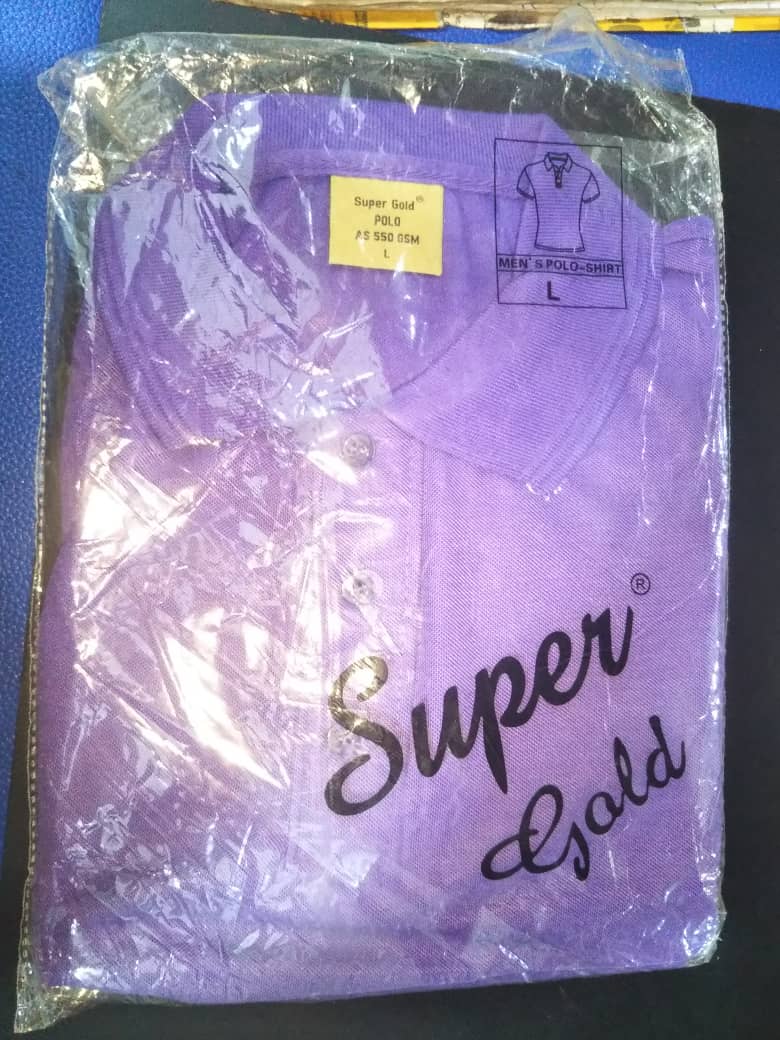 Super Gold®
POLO
AS 550 GSM
L
MEN'S POLO-SHIRT
L
Super®
Gold